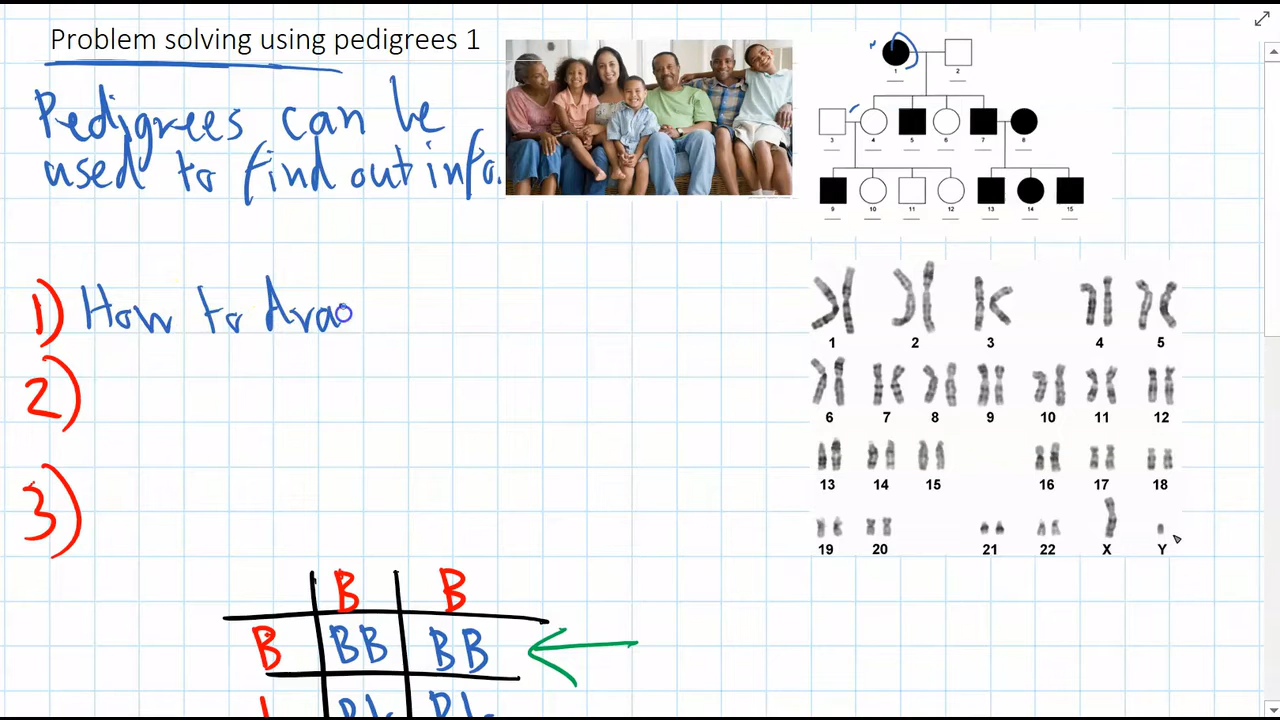 Problem solving using pedigrees 1
Pedigrees can be
used to find out info.
1) How to dra
2)
3)
B B
B BB BB
1 2
3 4 5 6 7 8
9 10 11 12 13 14 15
1 2 3 4 5
6 7 8 9 10 11 12
13 14 15 16 17 18
19 20 21 22 X Y